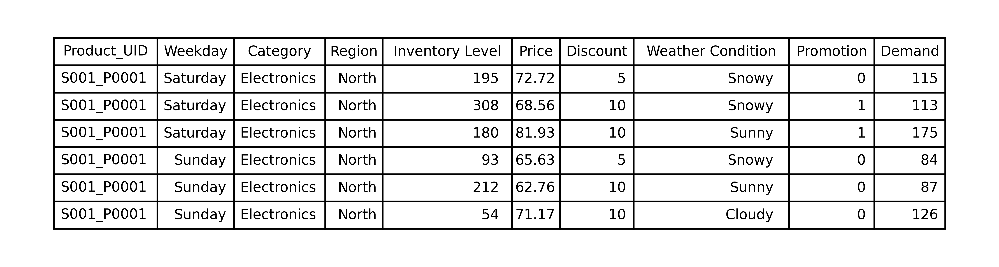 Product_UID Weekday Category Region Inventory Level Price Discount Weather Condition Promotion Demand
S001_P0001 Saturday Electronics North 195 72.72 5 Snowy 0 115
S001_P0001 Saturday Electronics North 308 68.56 10 Snowy 1 113
S001_P0001 Saturday Electronics North 180 81.93 10 Sunny 1 175
S001_P0001 Sunday Electronics North 93 65.63 5 Snowy 0 84
S001_P0001 Sunday Electronics North 212 62.76 10 Sunny 0 87
S001_P0001 Sunday Electronics North 54 71.17 10 Cloudy 0 126